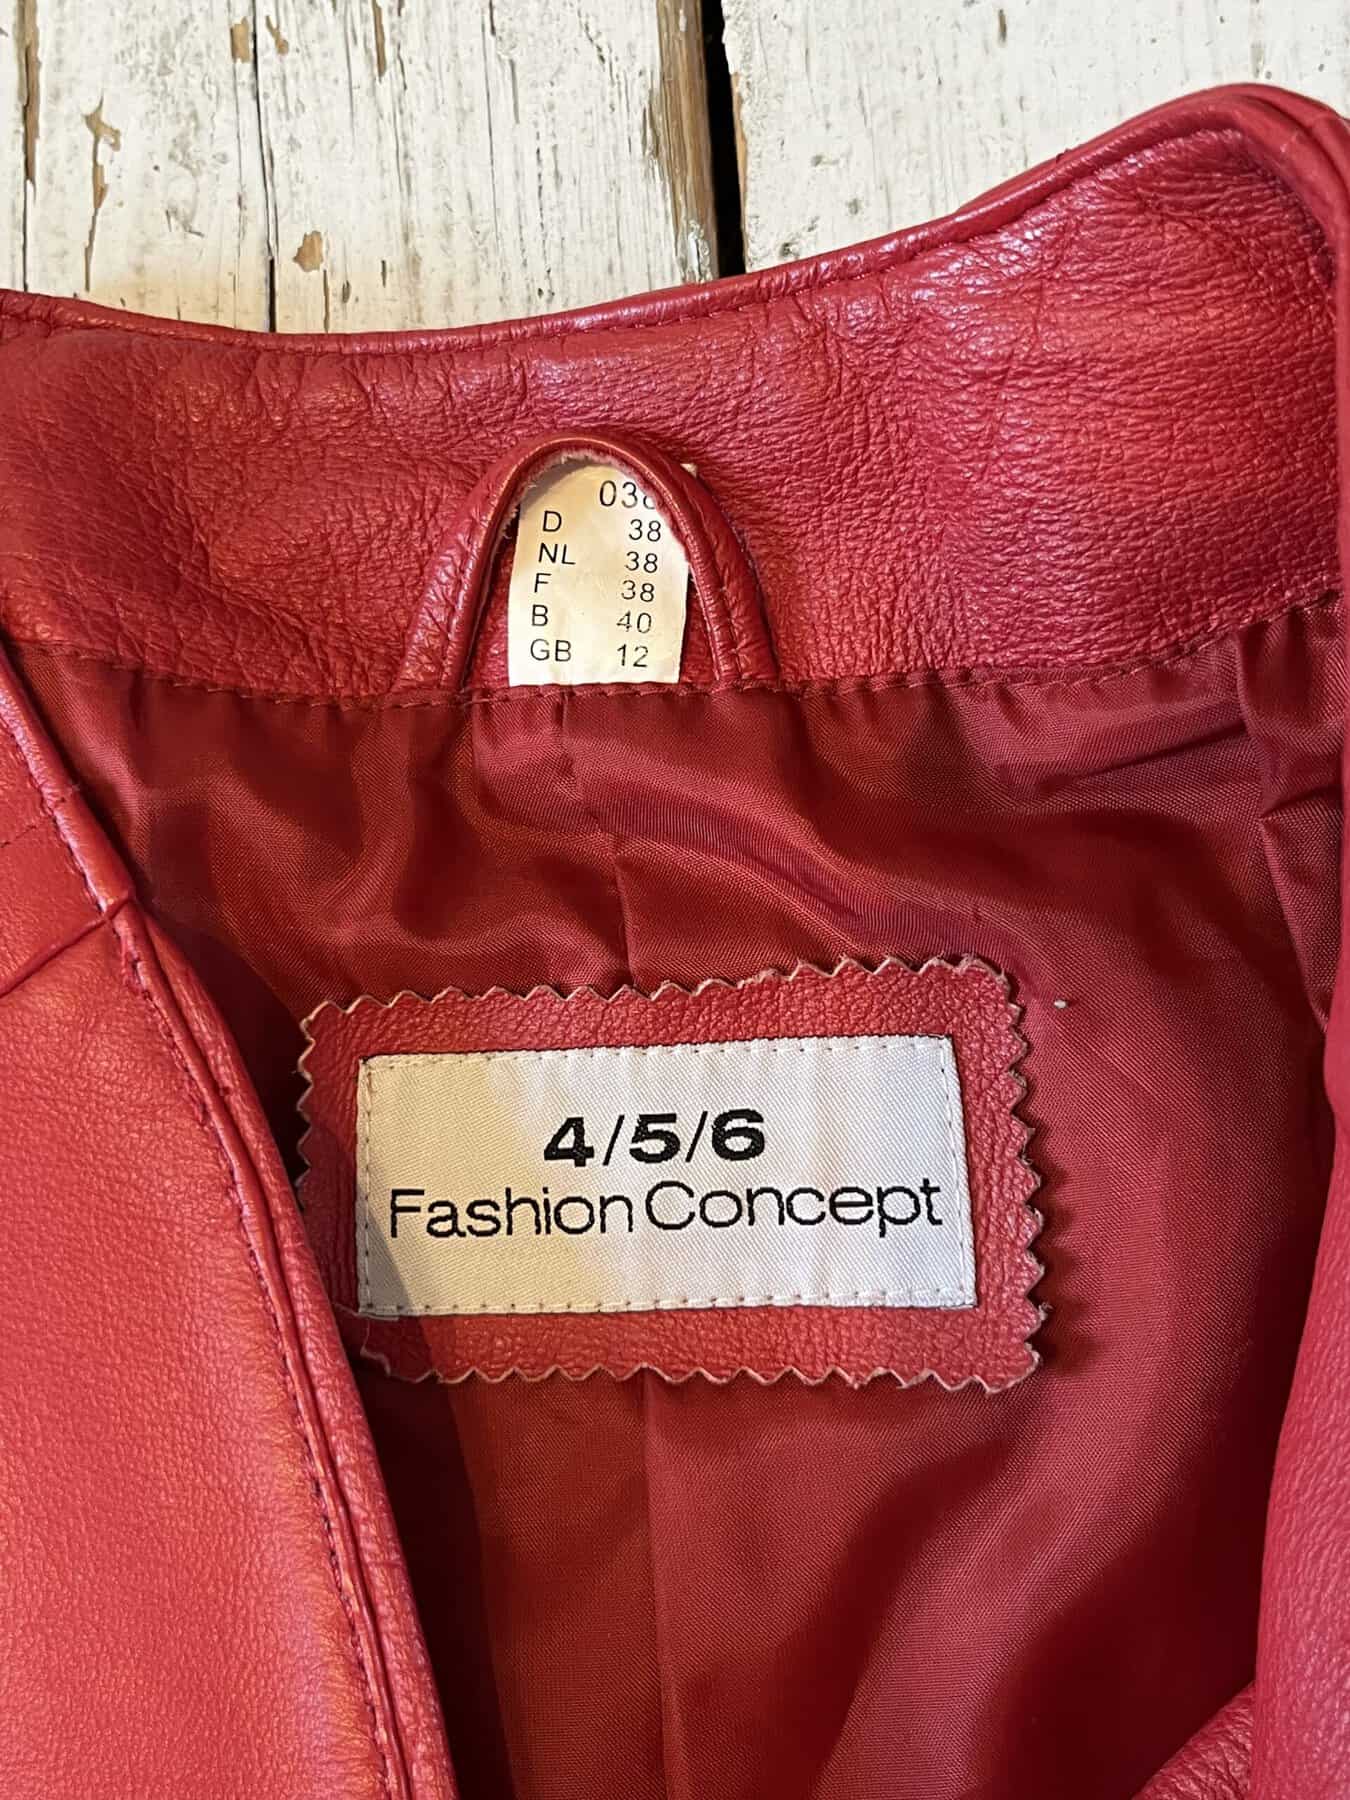 038
D 38
NL 38
F 38
B 40
GB 12
4/5/6
Fashion Concept